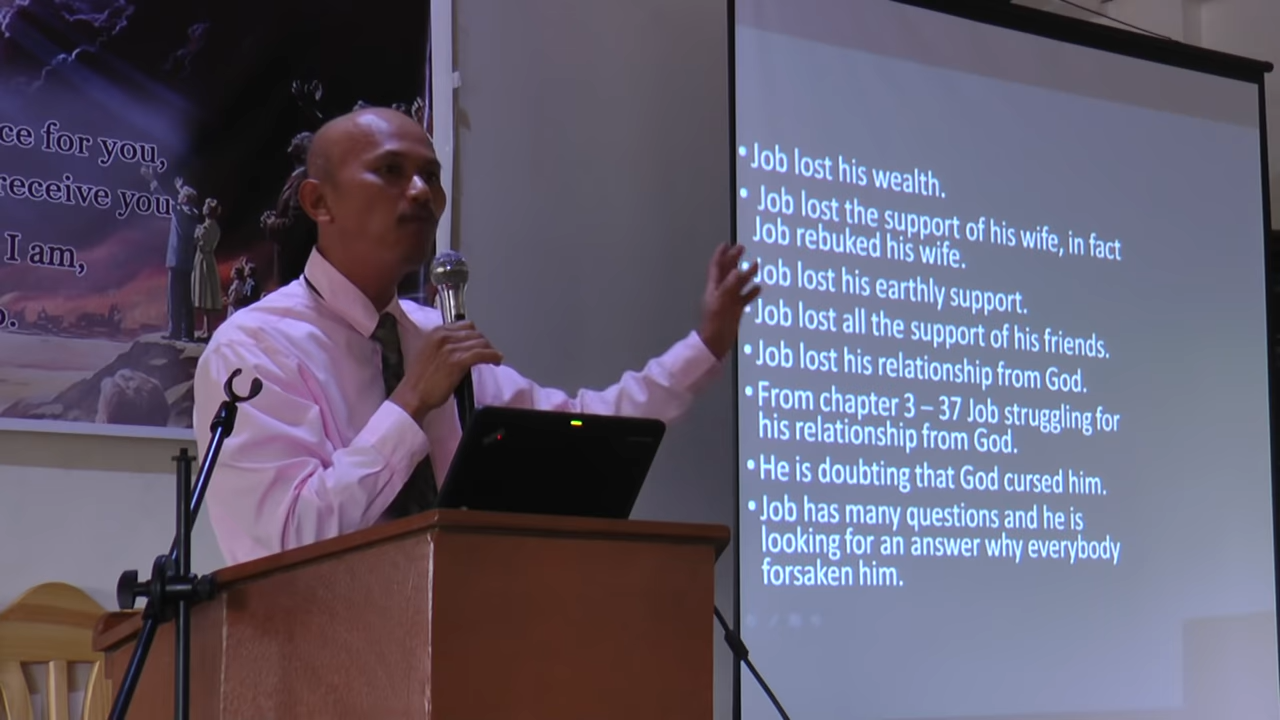 ce for you,
receive you
I am,
• Job lost his wealth.
• Job lost the support of his wife, in fact
Job rebuked his wife.
• Job lost his earthly support.
• Job lost all the support of his friends.
• Job lost his relationship from God.
• From chapter 3 – 37 Job struggling for
his relationship from God.
• He is doubting that God cursed him.
• Job has many questions and he is
looking for an answer why everybody
forsaken him.